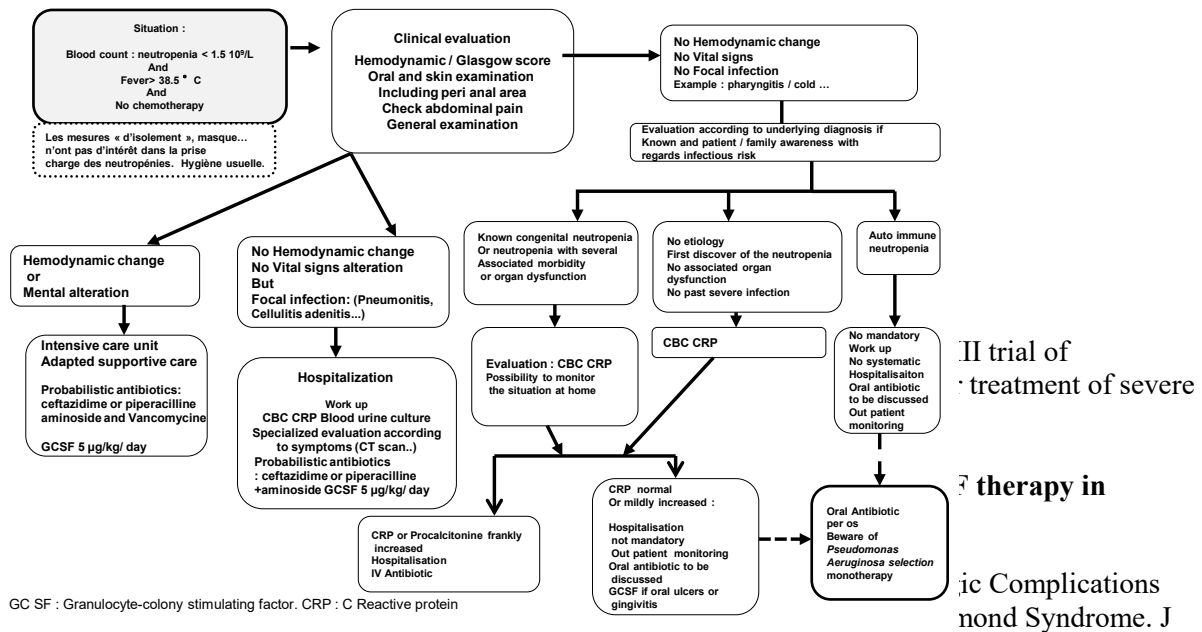 Situation :
Blood count : neutropenia < 1.5 10⁹/L
And
Fever> 38.5 ° C
And
No chemotherapy
Les mesures « d'isolement », masque…
n'ont pas d'intérêt dans la prise
charge des neutropénies. Hygiène usuelle.
Clinical evaluation
Hemodynamic / Glasgow score
Oral and skin examination
Including peri anal area
Check abdominal pain
General examination
No Hemodynamic change
No Vital signs
No Focal infection
Example : pharyngitis / cold …
Evaluation according to underlying diagnosis if
Known and patient / family awareness with
regards infectious risk
Hemodynamic change
or
Mental alteration
No Hemodynamic change
No Vital signs alteration
But
Focal infection: (Pneumonitis,
Cellulitis adenitis...)
Known congenital neutropenia
Or neutropenia with several
Associated morbidity
or organ dysfunction
No etiology
First discover of the neutropenia
No associated organ
dysfunction
No past severe infection
Auto immune
neutropenia
Intensive care unit
Adapted supportive care
Probabilistic antibiotics:
ceftazidime or piperacilline
aminoside and Vancomycine
GCSF 5 µg/kg/ day
Hospitalization
Work up
CBC CRP Blood urine culture
Specialized evaluation according
to symptoms (CT scan..)
Probabilistic antibiotics
: ceftazidime or piperacilline
+aminoside GCSF 5 µg/kg/ day
Evaluation : CBC CRP
Possibility to monitor
the situation at home
CBC CRP
No mandatory
Work up
No systematic
Hospitalisaiton
Oral antibiotic
to be discussed
Out patient
monitoring
CRP or Procalcitonine frankly
increased
Hospitalisation
IV Antibiotic
CRP normal
Or mildly increased :
Hospitalisation
not mandatory
Out patient monitoring
Oral antibiotic to be
discussed
GCSF if oral ulcers or
gingivitis
Oral Antibiotic
per os
Beware of
Pseudomonas
Aeruginosa selection
monotherapy
II trial of
treatment of severe
therapy in
ic Complications
mond Syndrome. J
GC SF : Granulocyte-colony stimulating factor. CRP : C Reactive protein